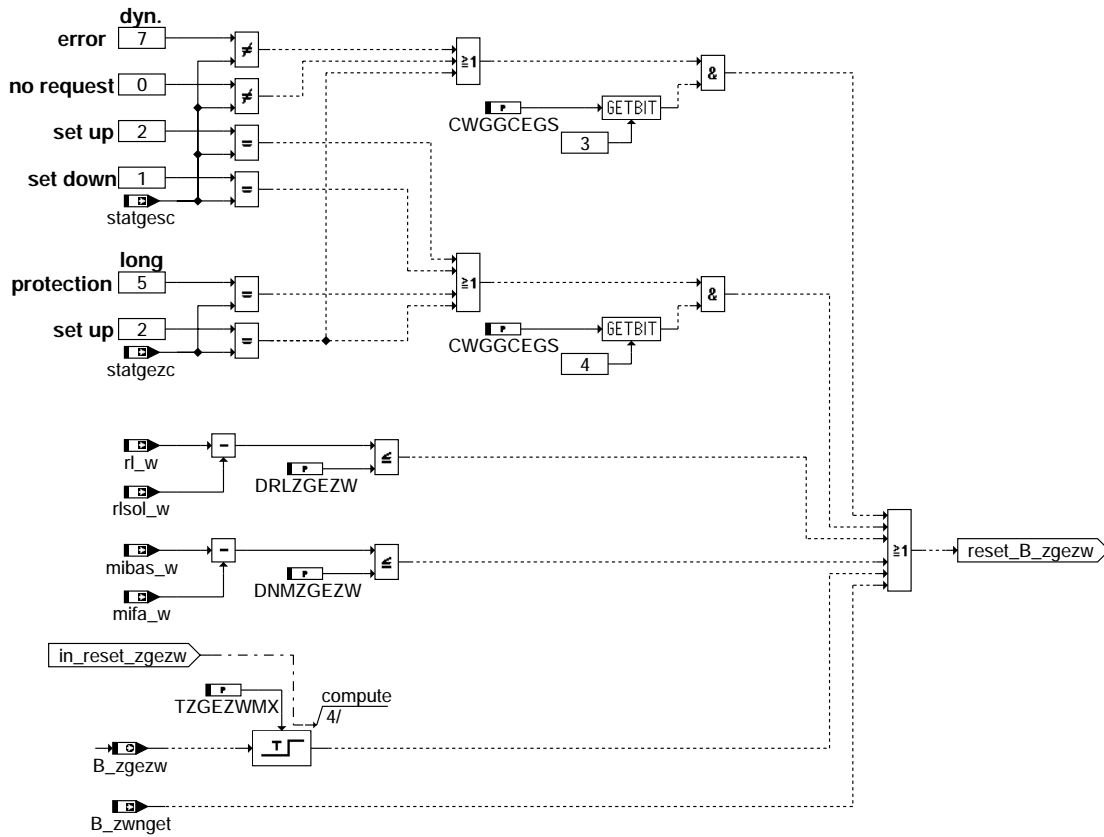 dyn.
error 7
≠
≥1
no request 0
≠
&
P
GETBIT
CWGGCEGS
set up 2
3
=
set down 1
=
statgesc
long
protection 5
=
≥1
&
set up 2
=
P
GETBIT
CWGGCEGS
statgezc
4
rl_w
−
P
≤
DRLZGEZW
rlsol_w
mibas_w
−
P
≤
DNMZGEZW
mifa_w
≥1
reset_B_zgezw
in_reset_zgezw
P
TZGEZWMX
compute
4/
T
B_zgezw
B_zwnget